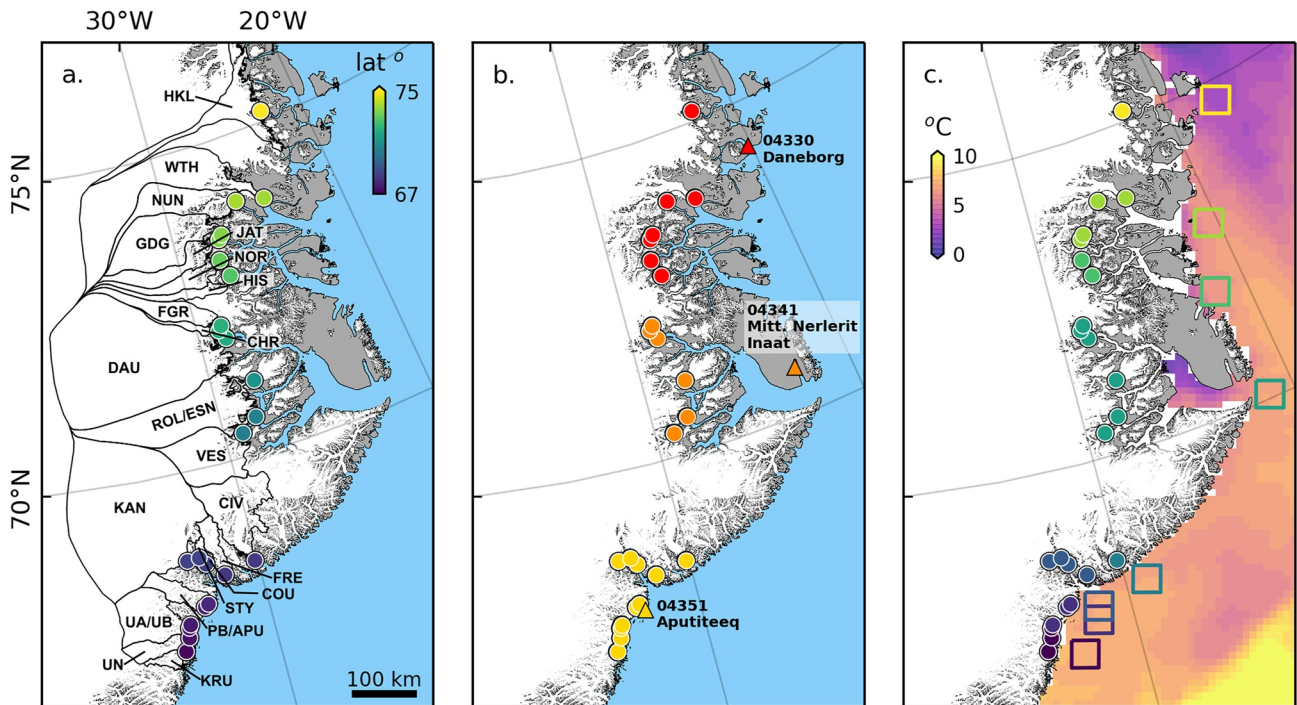 30°W 20°W
75°N
70°N
a.
lat °
75
67
HKL
WTH
NUN
GDG
JAT
NOR
HIS
FGR
CHR
DAU
ROL/ESN
VES
KAN
CIV
FRE
COU
STY
UA/UB
PB/APU
UN
KRU
100 km
b.
04330
Daneborg
04341
Mitt. Nerlerit
Inaat
04351
Aputiteeq
c.
°C
10
5
0